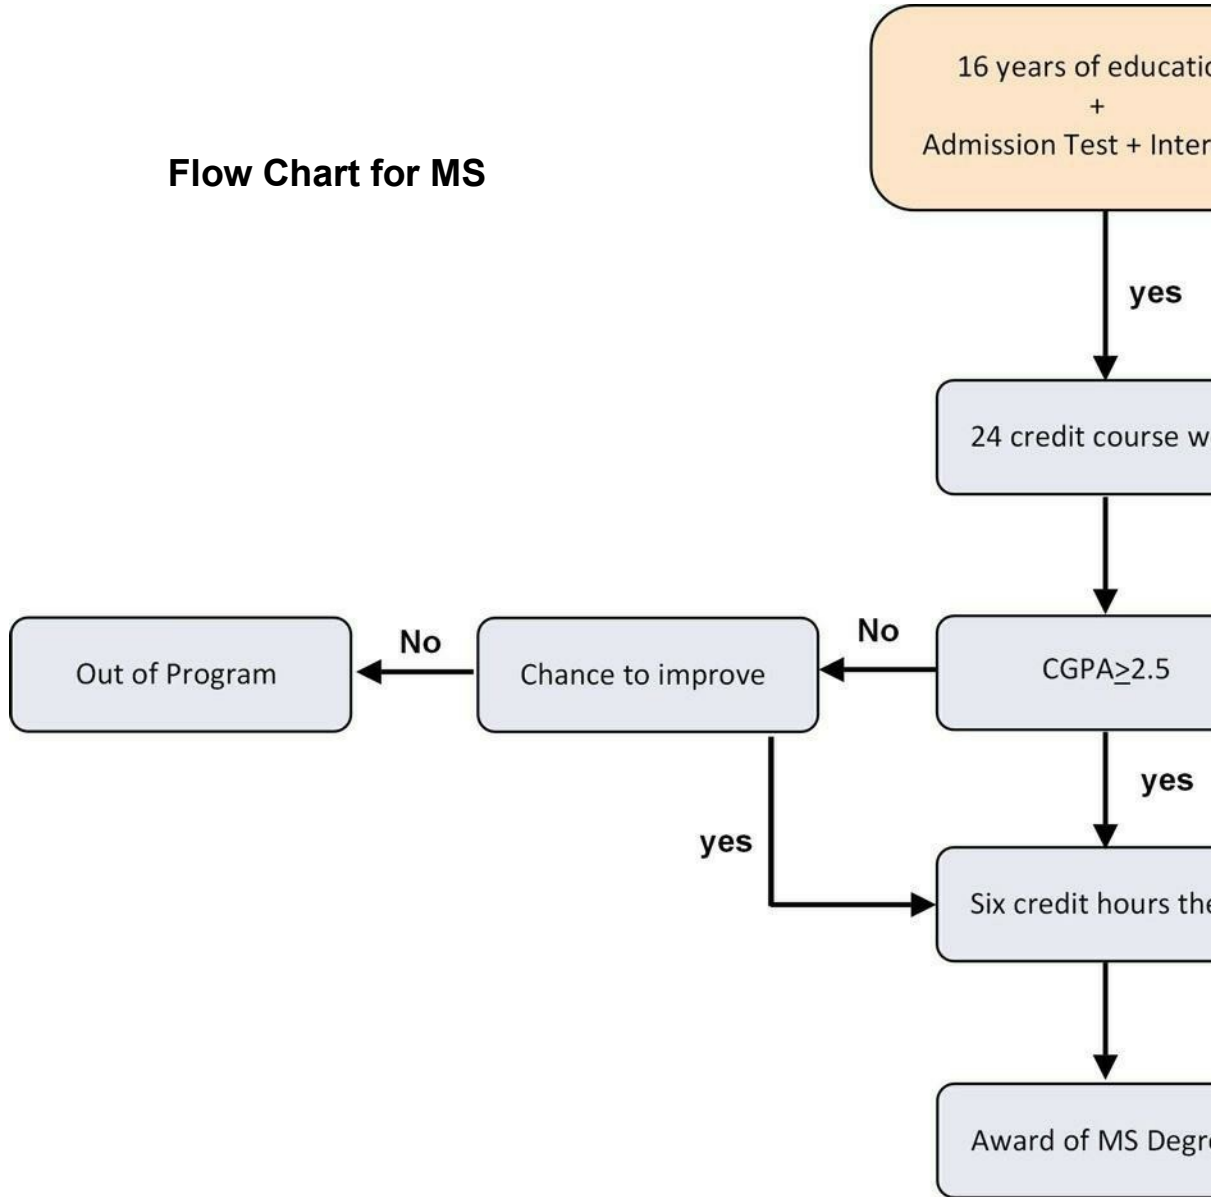 16 years of educatio
+
Admission Test + Inter
Flow Chart for MS
yes
24 credit course w
No
No
Out of Program
Chance to improve
CGPA≥2.5
yes
yes
Six credit hours the
Award of MS Degre